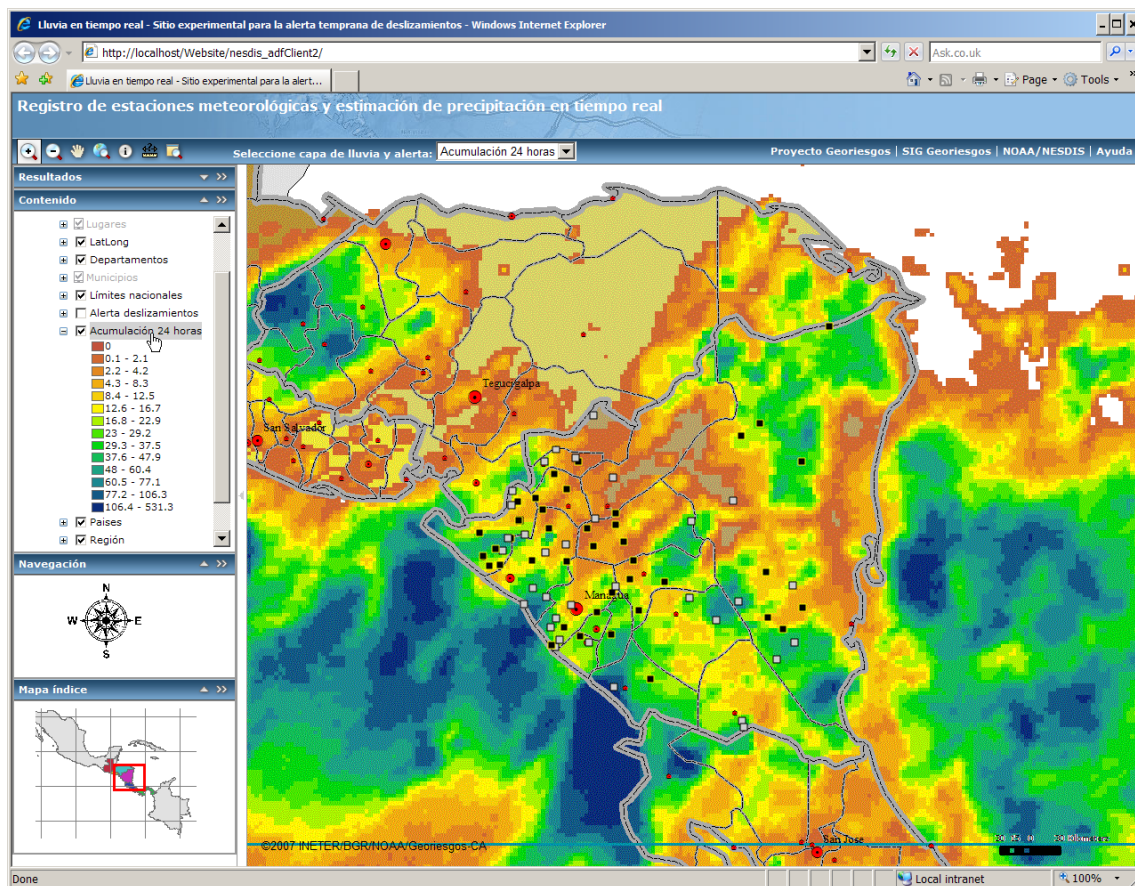 Lluvia en tiempo real - Sitio experimental para la alerta temprana de deslizamientos - Windows Internet Explorer
http://localhost/Website/nesdis_adfClient2/
Ask.co.uk
Lluvia en tiempo real - Sitio experimental para la alert...
Page
Tools
Registro de estaciones meteorológicas y estimación de precipitación en tiempo real
Seleccione capa de lluvia y alerta: Acumulación 24 horas
Proyecto Georiesgos | SIG Georiesgos | NOAA/NESDIS | Ayuda
Resultados
Contenido
Lugares
LatLong
Departamentos
Municipios
Límites nacionales
Alerta deslizamientos
Acumulación 24 horas
0
0.1 - 2.1
2.2 - 4.2
4.3 - 8.3
8.4 - 12.5
12.6 - 16.7
16.8 - 22.9
23 - 29.2
29.3 - 37.5
37.6 - 47.9
48 - 60.4
60.5 - 77.1
77.2 - 106.3
106.4 - 531.3
Paises
Región
Navegación
N
W
E
S
Mapa índice
Tegucigalpa
San Salvador
Managua
San Jose
©2007 INETER/BGR/NOAA/Georiesgos-CA
Done
Local intranet
100%